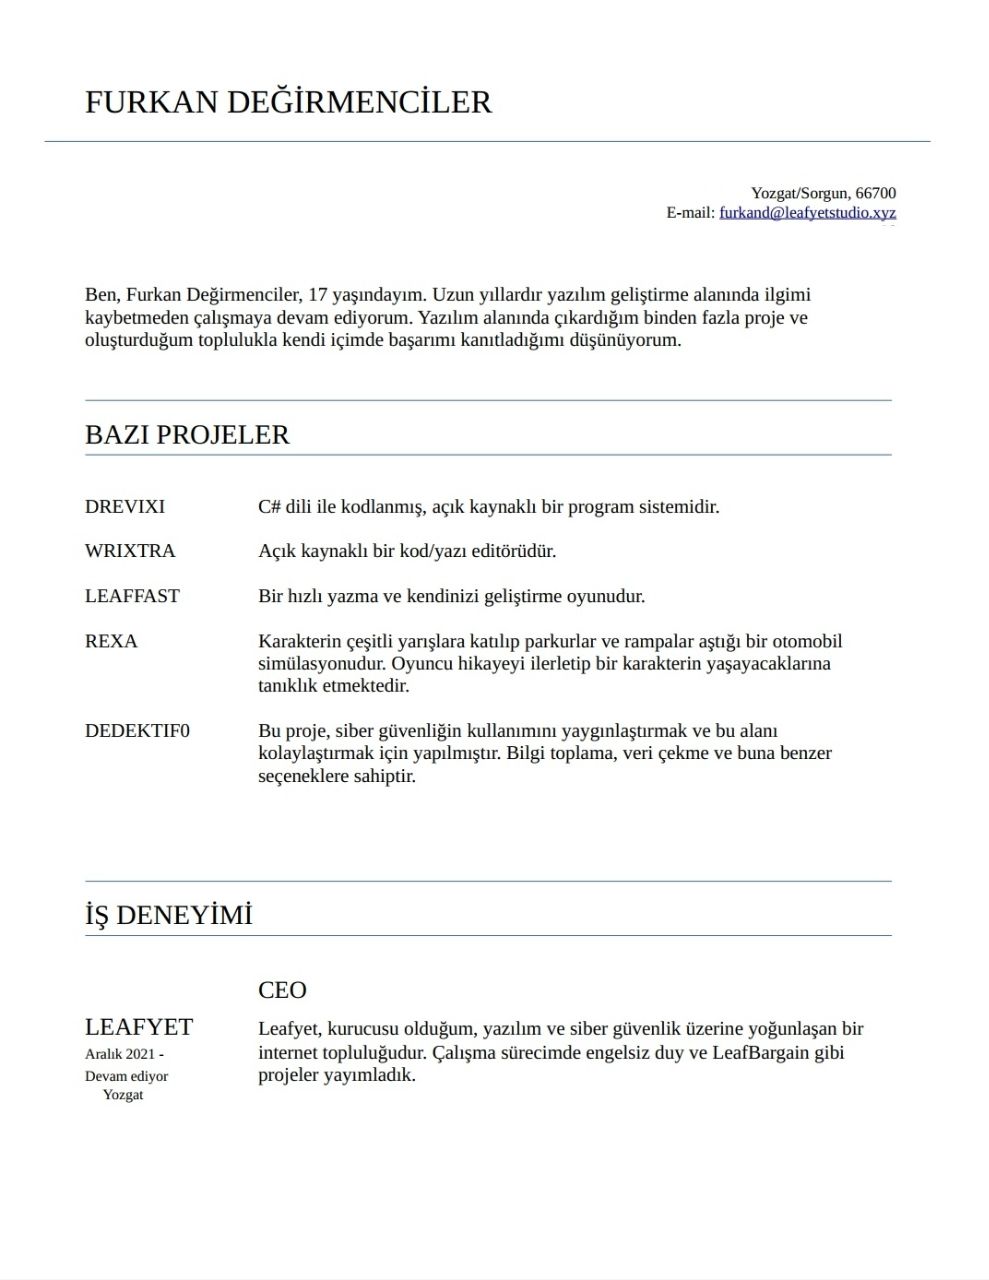 FURKAN DEĞİRMENCİLER
Yozgat/Sorgun, 66700
E-mail: furkand@leafyetstudio.xyz
Ben, Furkan Değirmenciler, 17 yaşındayım. Uzun yıllardır yazılım geliştirme alanında ilgimi
kaybetmeden çalışmaya devam ediyorum. Yazılım alanında çıkardığım binden fazla proje ve
oluşturduğum toplulukla kendi içimde başarımı kanıtladığımı düşünüyorum.
BAZI PROJELER
DREVIXI C# dili ile kodlanmış, açık kaynaklı bir program sistemidir.
WRIXTRA Açık kaynaklı bir kod/yazı editörüdür.
LEAFFAST Bir hızlı yazma ve kendinizi geliştirme oyunudur.
REXA Karakterin çeşitli yarışlara katılıp parkurlar ve rampalar aştığı bir otomobil
simülasyonudur. Oyuncu hikayeyi ilerletip bir karakterin yaşayacaklarına
tanıklık etmektedir.
DEDEKTIF0 Bu proje, siber güvenliğin kullanımını yaygınlaştırmak ve bu alanı
kolaylaştırmak için yapılmıştır. Bilgi toplama, veri çekme ve buna benzer
seçeneklere sahiptir.
İŞ DENEYİMİ
CEO
LEAFYET
Aralık 2021 -
Devam ediyor
Yozgat
Leafyet, kurucusu olduğum, yazılım ve siber güvenlik üzerine yoğunlaşan bir
internet topluluğudur. Çalışma sürecimde engelsiz duy ve LeafBargain gibi
projeler yayımladık.